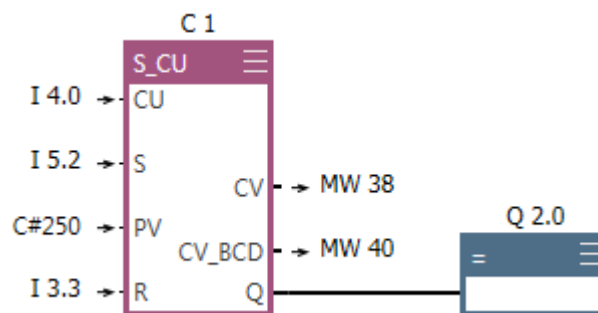 C 1
S_CU
I 4.0 CU
I 5.2 S
CV MW 38
C#250 PV
Q 2.0
CV_BCD MW 40
=
I 3.3 R Q